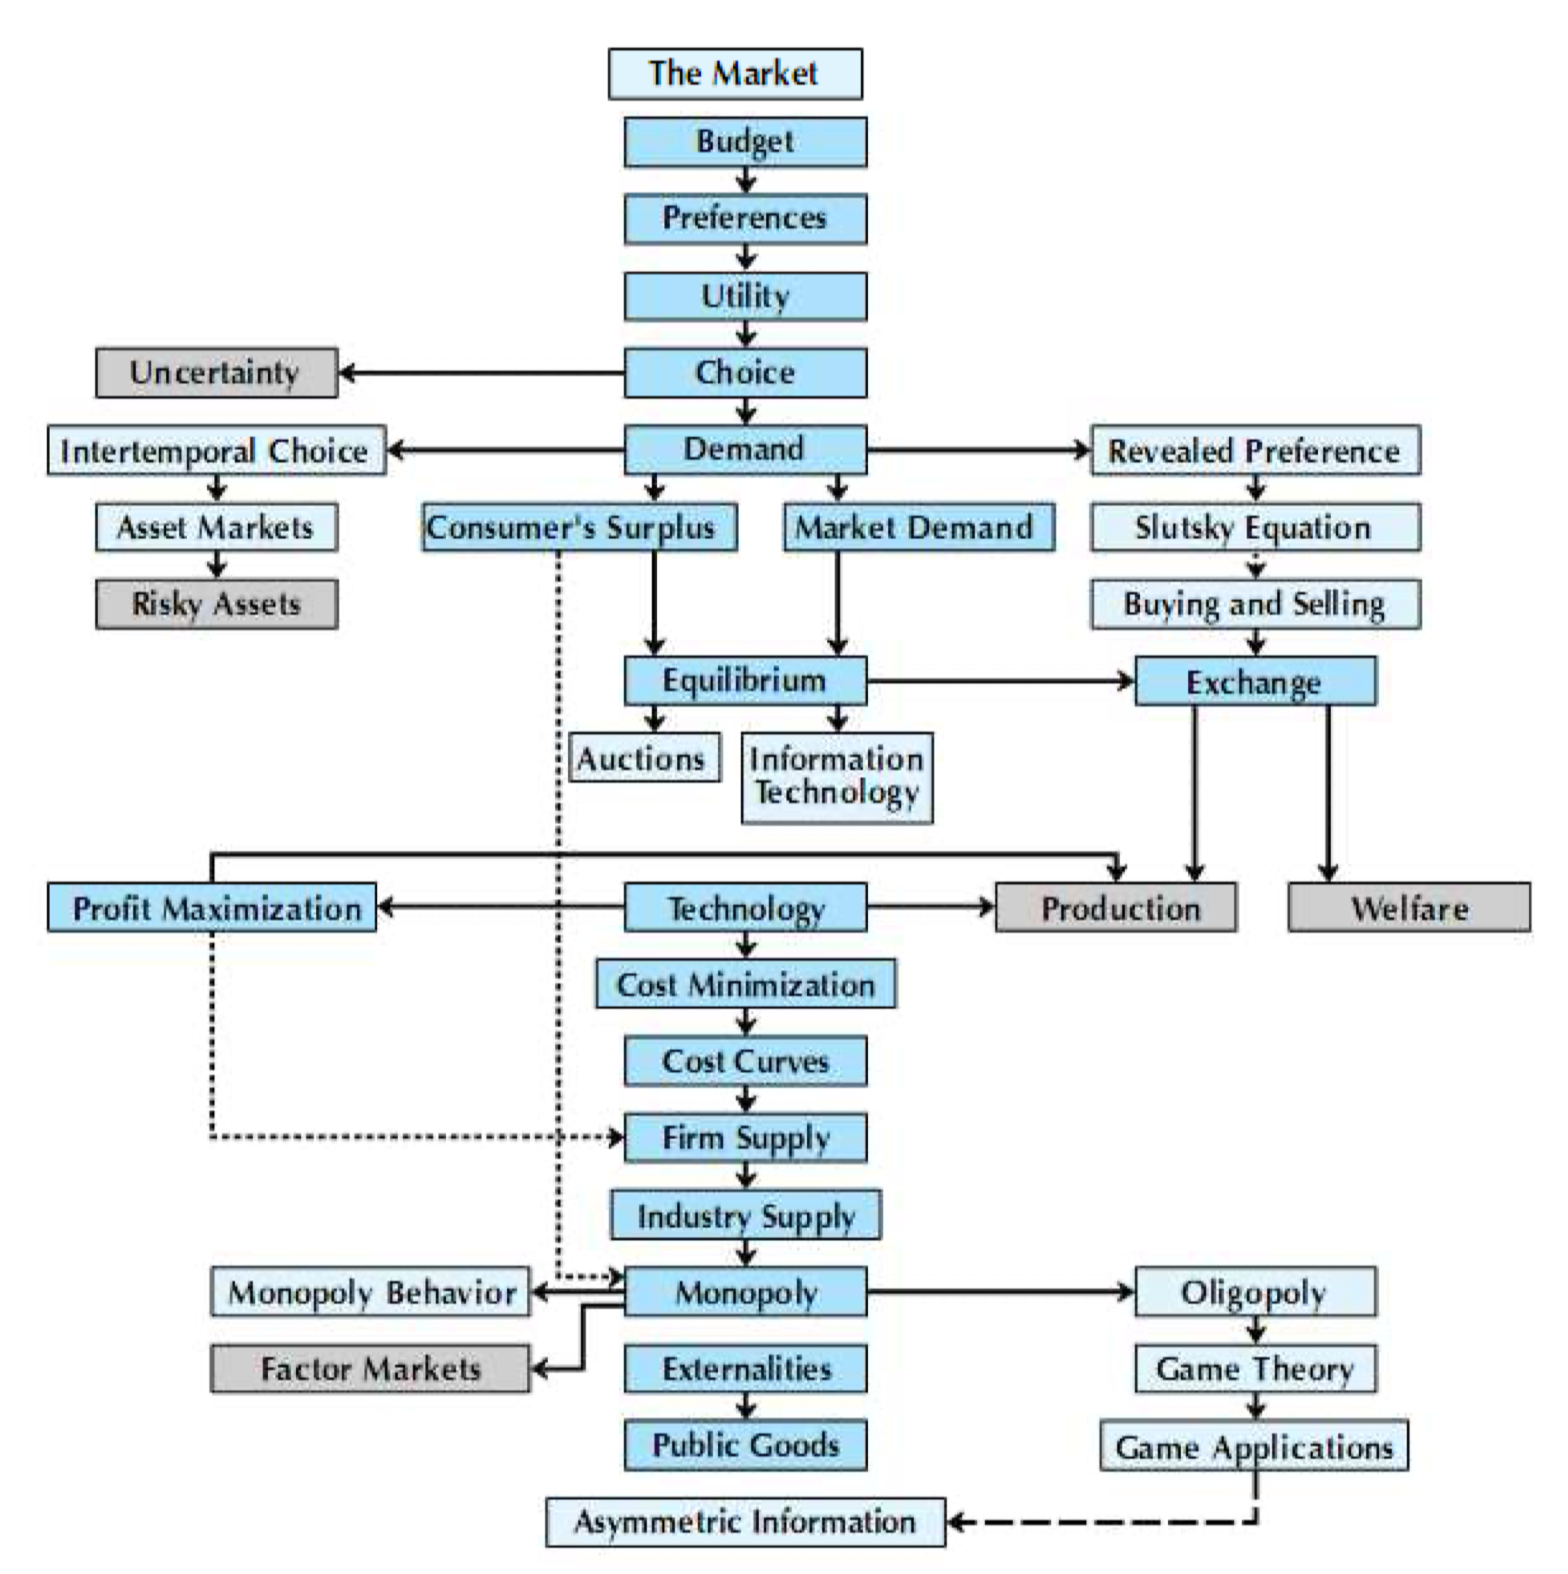 The Market
Budget
Preferences
Utility
Uncertainty
Choice
Intertemporal Choice
Demand
Revealed Preference
Asset Markets
Consumer's Surplus
Market Demand
Slutsky Equation
Risky Assets
Buying and Selling
Equilibrium
Exchange
Auctions
Information
Technology
Profit Maximization
Technology
Production
Welfare
Cost Minimization
Cost Curves
Firm Supply
Industry Supply
Monopoly Behavior
Monopoly
Oligopoly
Factor Markets
Externalities
Game Theory
Public Goods
Game Applications
Asymmetric Information